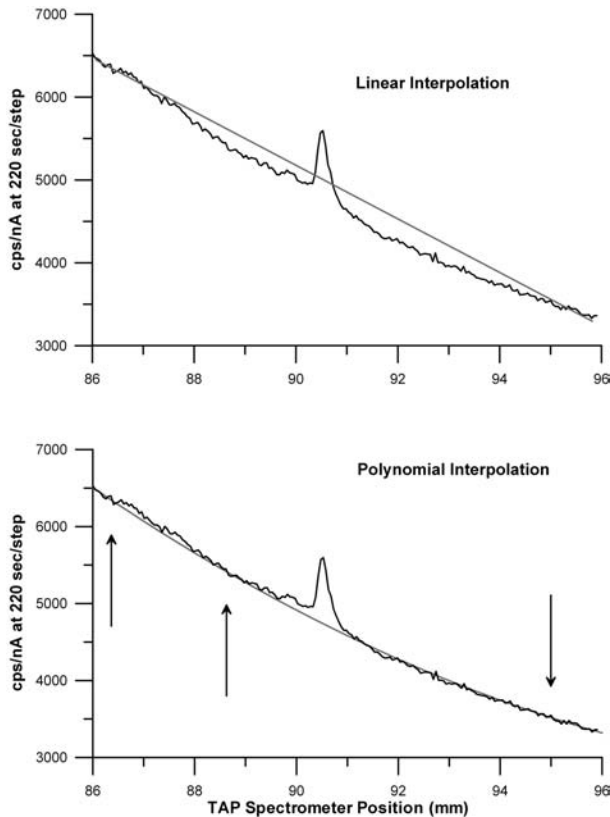 7000
Linear Interpolation
6000
5000
4000
3000
cps/nA at 220 sec/step
86 88 90 92 94 96
7000
Polynomial Interpolation
6000
5000
4000
3000
cps/nA at 220 sec/step
86 88 90 92 94 96
TAP Spectrometer Position (mm)